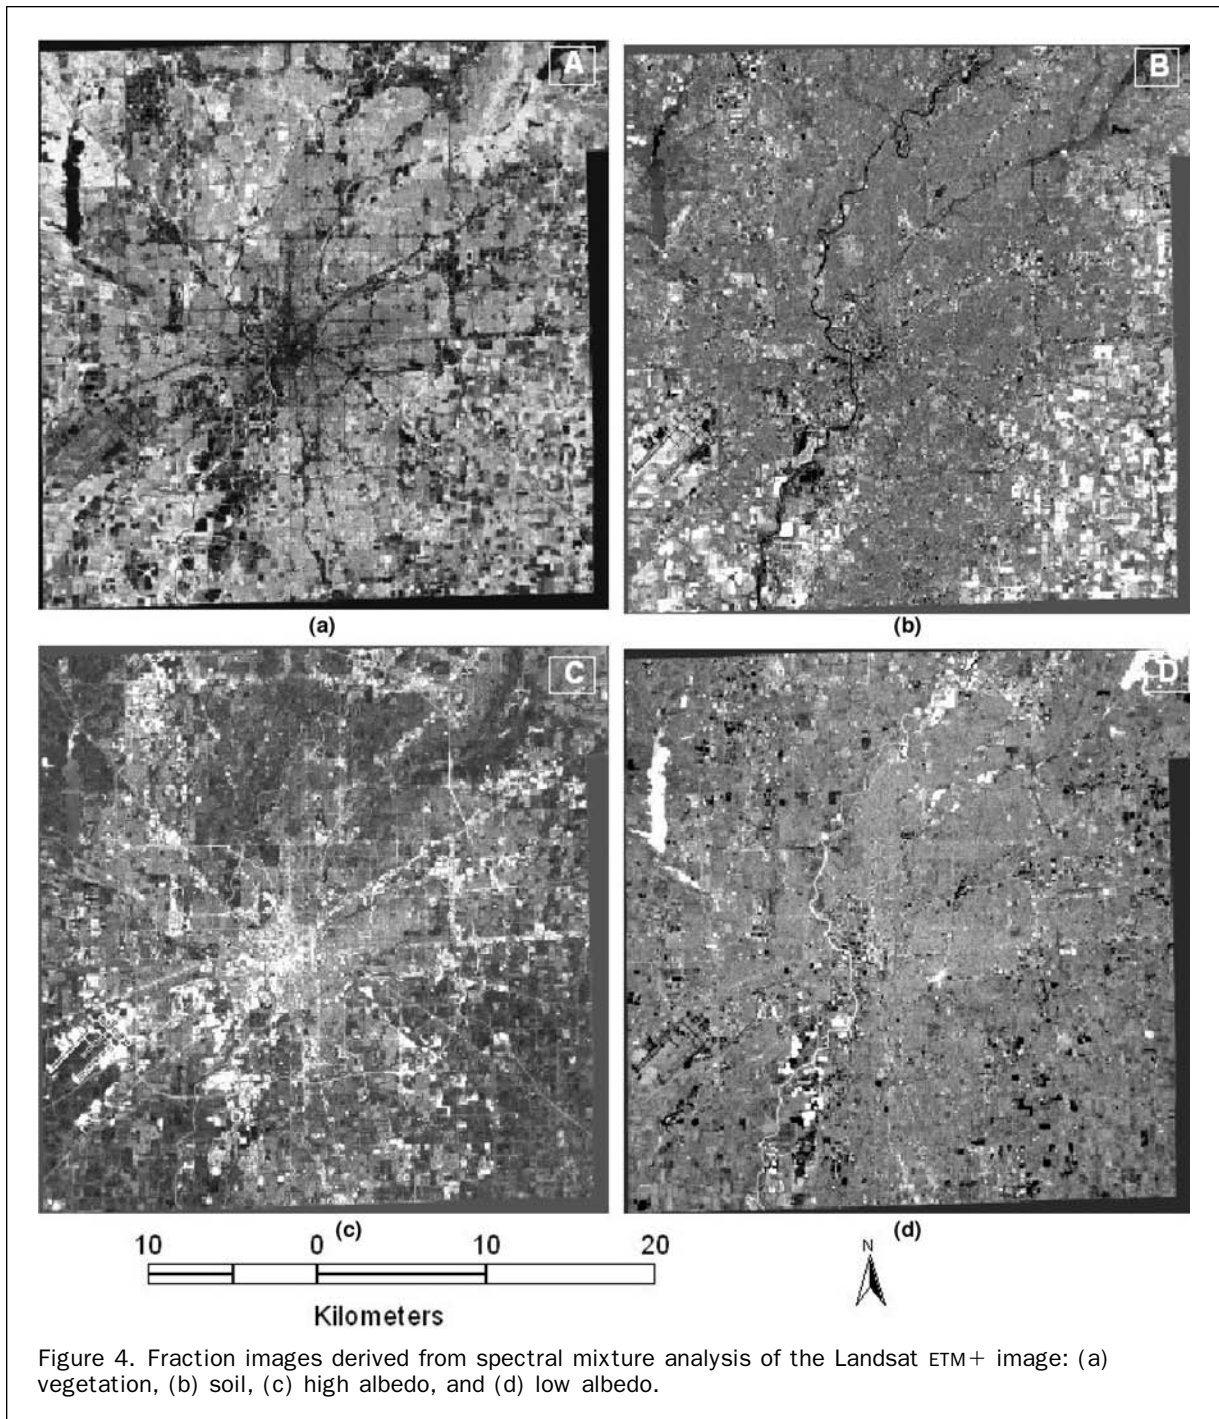 A
B
(a)
(b)
C
D
(c)
(d)
10 0 10 20
N
Kilometers
Figure 4. Fraction images derived from spectral mixture analysis of the Landsat ETM+ image: (a)
vegetation, (b) soil, (c) high albedo, and (d) low albedo.